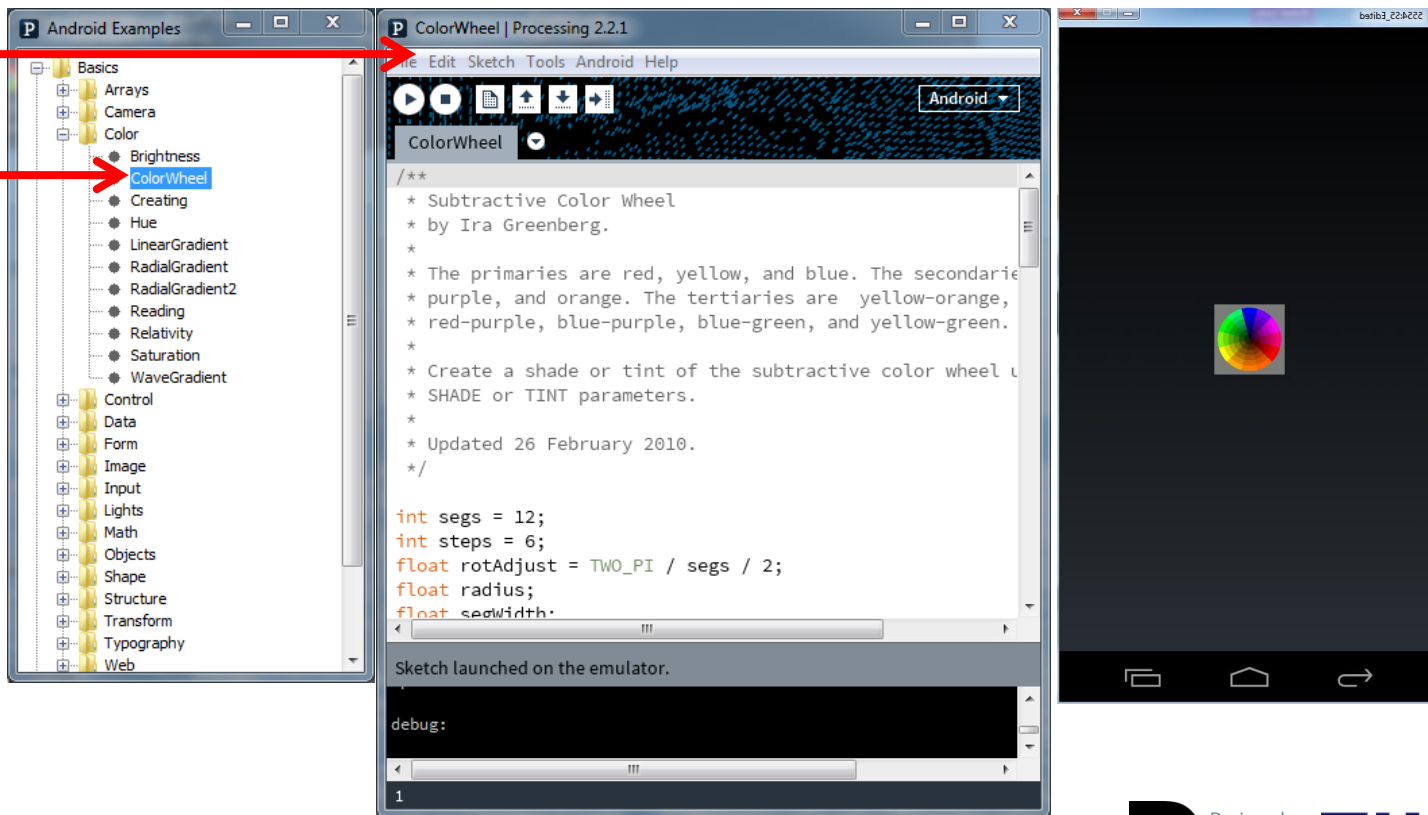 Android Examples
Basics
Arrays
Camera
Color
Brightness
ColorWheel
Creating
Hue
LinearGradient
RadialGradient
RadialGradient2
Reading
Relativity
Saturation
WaveGradient
Control
Data
Form
Image
Input
Lights
Math
Objects
Shape
Structure
Transform
Typography
Web
ColorWheel | Processing 2.2.1
File Edit Sketch Tools Android Help
Android
ColorWheel
/**
* Subtractive Color Wheel
* by Ira Greenberg.
*
* The primaries are red, yellow, and blue. The secondarie
* purple, and orange. The tertiaries are  yellow-orange,
* red-purple, blue-purple, blue-green, and yellow-green.
*
* Create a shade or tint of the subtractive color wheel u
* SHADE or TINT parameters.
*
* Updated 26 February 2010.
*/
int segs = 12;
int steps = 6;
float rotAdjust = TWO_PI / segs / 2;
float radius;
float segWidth;
Sketch launched on the emulator.
debug:
1
5554:55_Edited